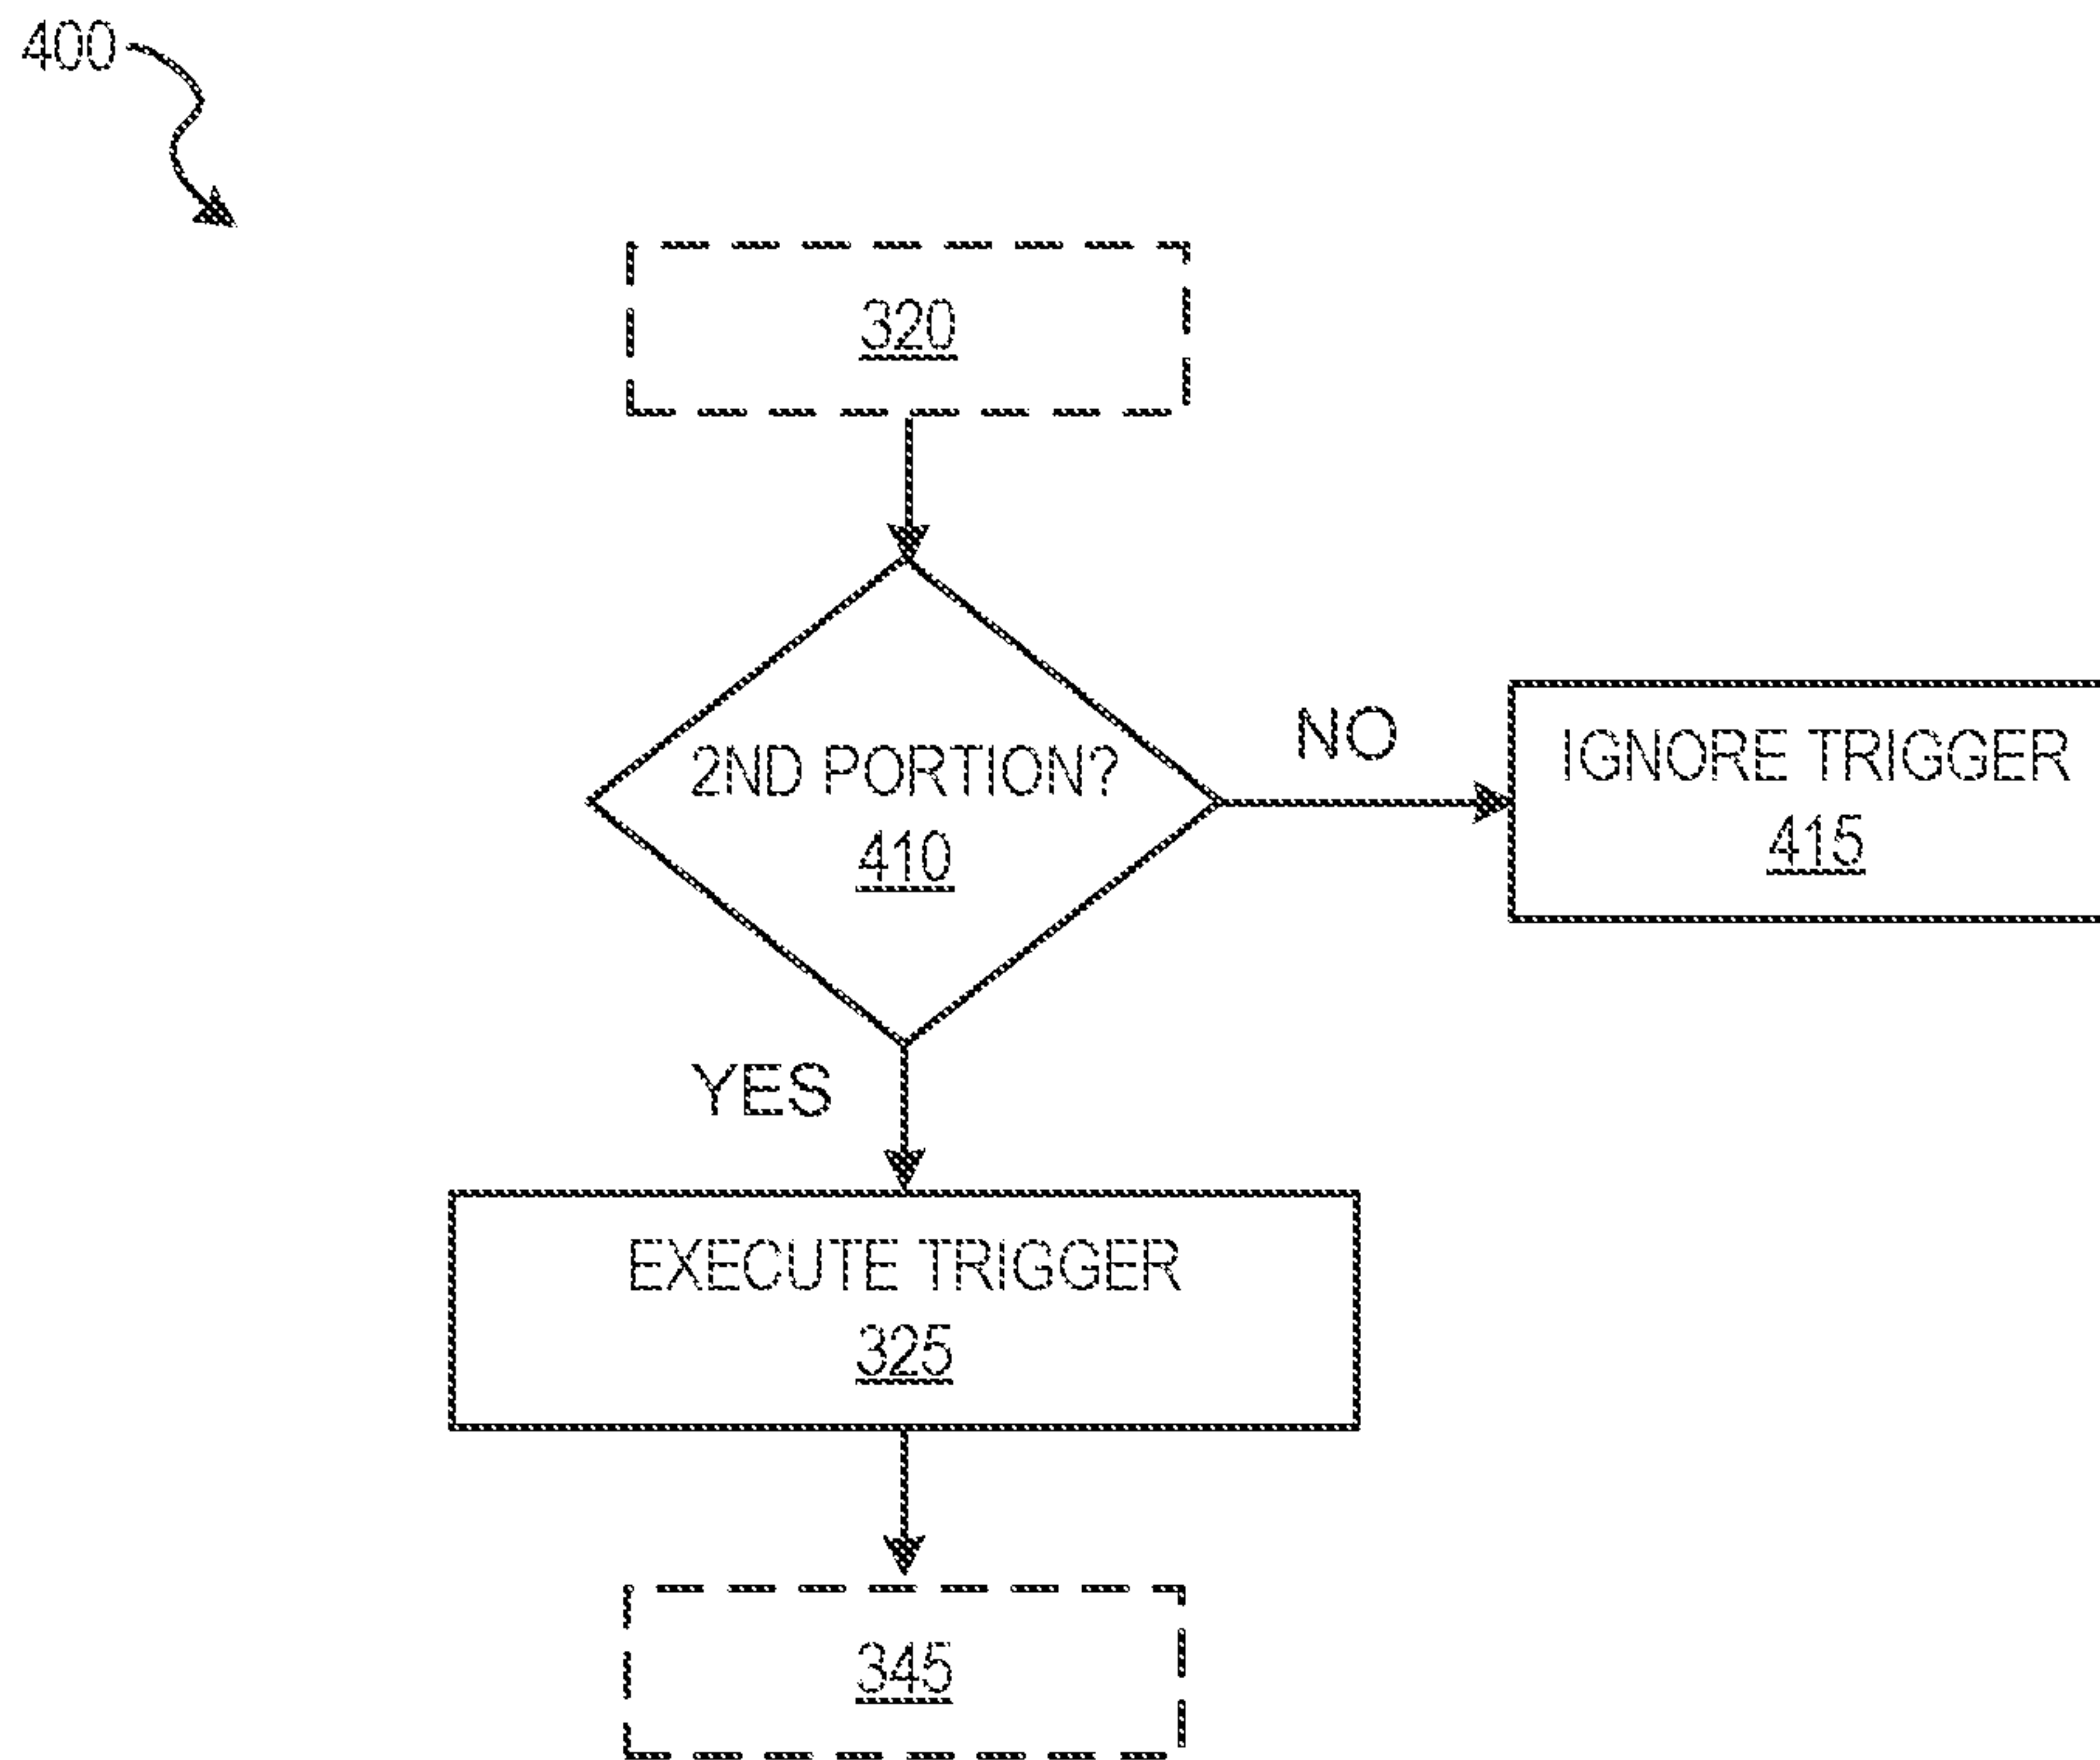 400
320
2ND PORTION?
410
NO
IGNORE TRIGGER
415
YES
EXECUTE TRIGGER
325
345